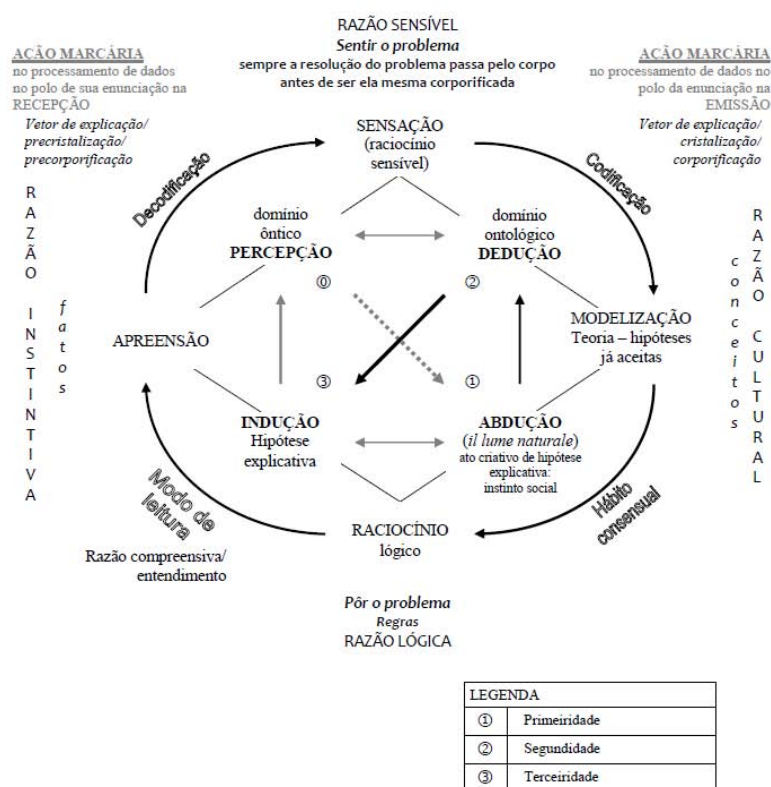 RAZÃO SENSÍVEL
Sentir o problema
sempre a resolução do problema passa pelo corpo
antes de ser ela mesma corporificada
AÇÃO MARCÁRIA
no processamento de dados
no polo de sua enunciação na
RECEPÇÃO
Vetor de explicação/
precristalização/
precorporificação
AÇÃO MARCÁRIA
no processamento de dados no
polo da enunciação na
EMISSÃO
Vetor de explicação/
cristalização/
corporificação
SENSAÇÃO
(raciocínio
sensível)
Decodificação
Codificação
RAZÃO INSTINTIVA
fatos
domínio
ôntico
PERCEPÇÃO
domínio
ontológico
DEDUÇÃO
conceitos
RAZÃO CULTURAL
⓪
②
APREENSÃO
MODELIZAÇÃO
Teoria – hipóteses
já aceitas
③
①
INDUÇÃO
Hipótese
explicativa
ABDUÇÃO
(il lume naturale)
ato criativo de hipótese
explicativa:
instinto social
Modo de
leitura
Hábito
consensual
RACIOCÍNIO
lógico
Razão compreensiva/
entendimento
Pôr o problema
Regras
RAZÃO LÓGICA
LEGENDA
① Primeiridade
② Segundidade
③ Terceiridade